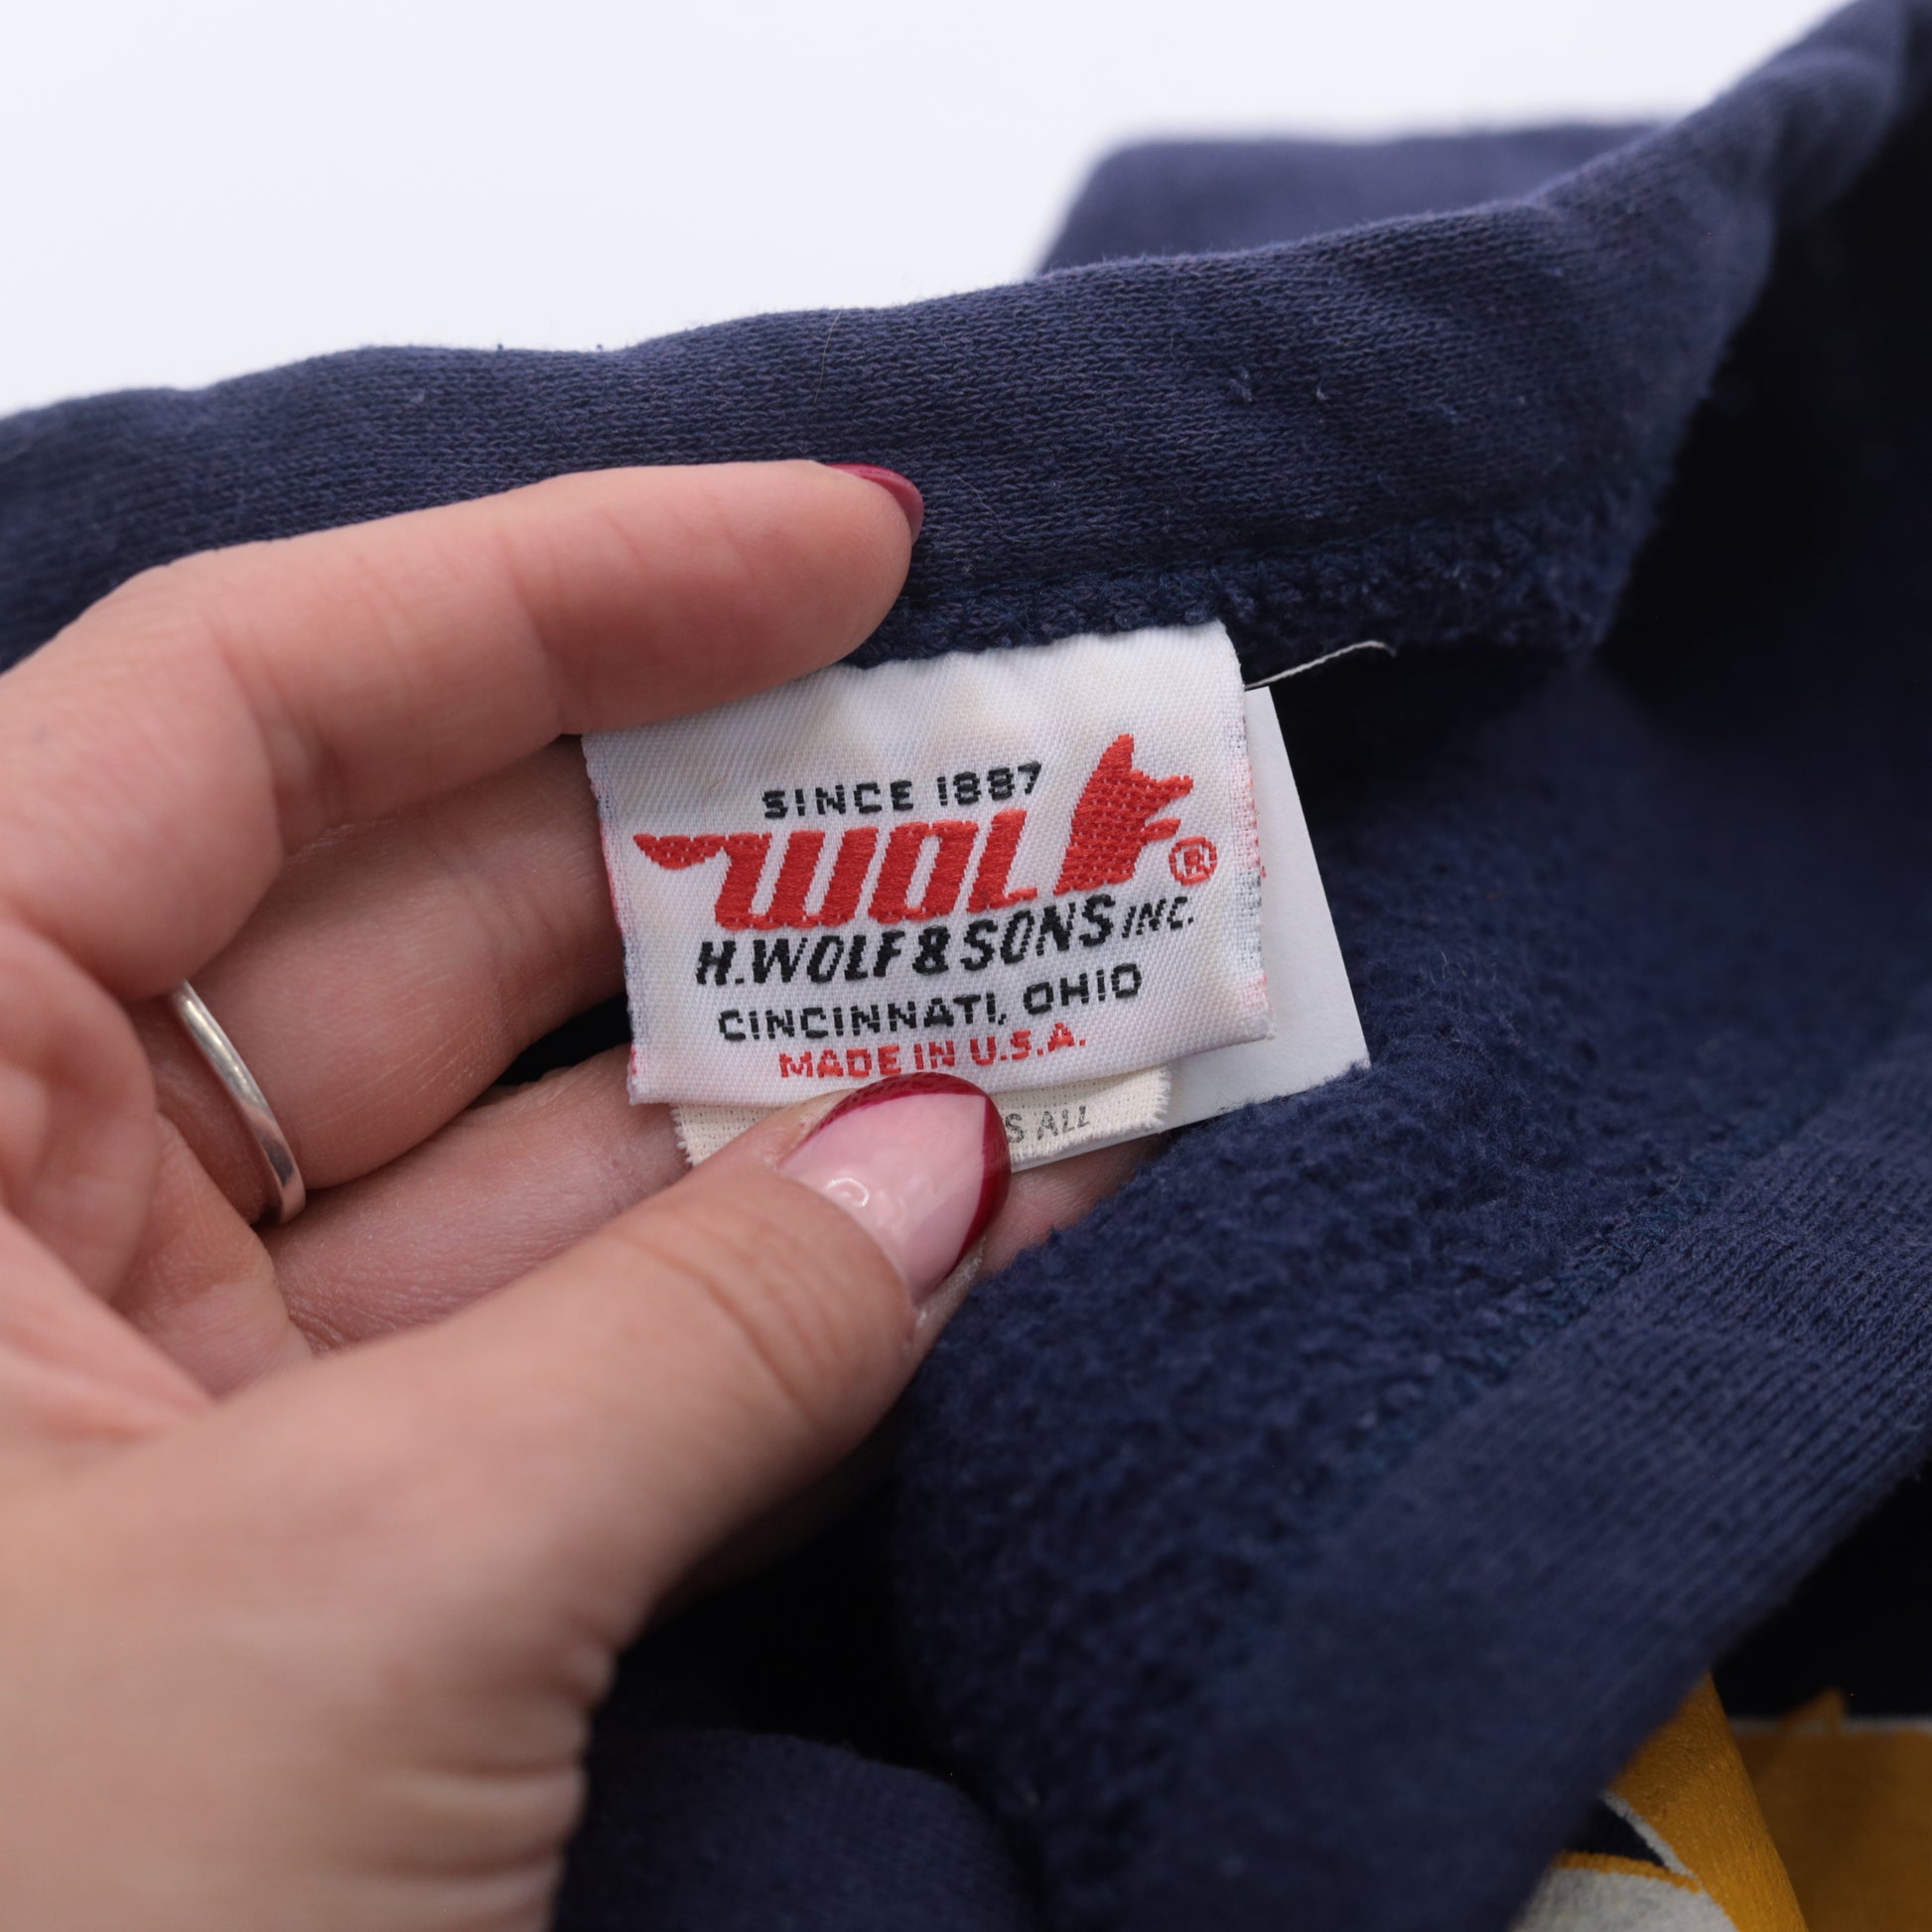 SINCE 1887
WOLF®
H.WOLF&SONS INC.
CINCINNATI, OHIO
MADE IN U.S.A.
ALL